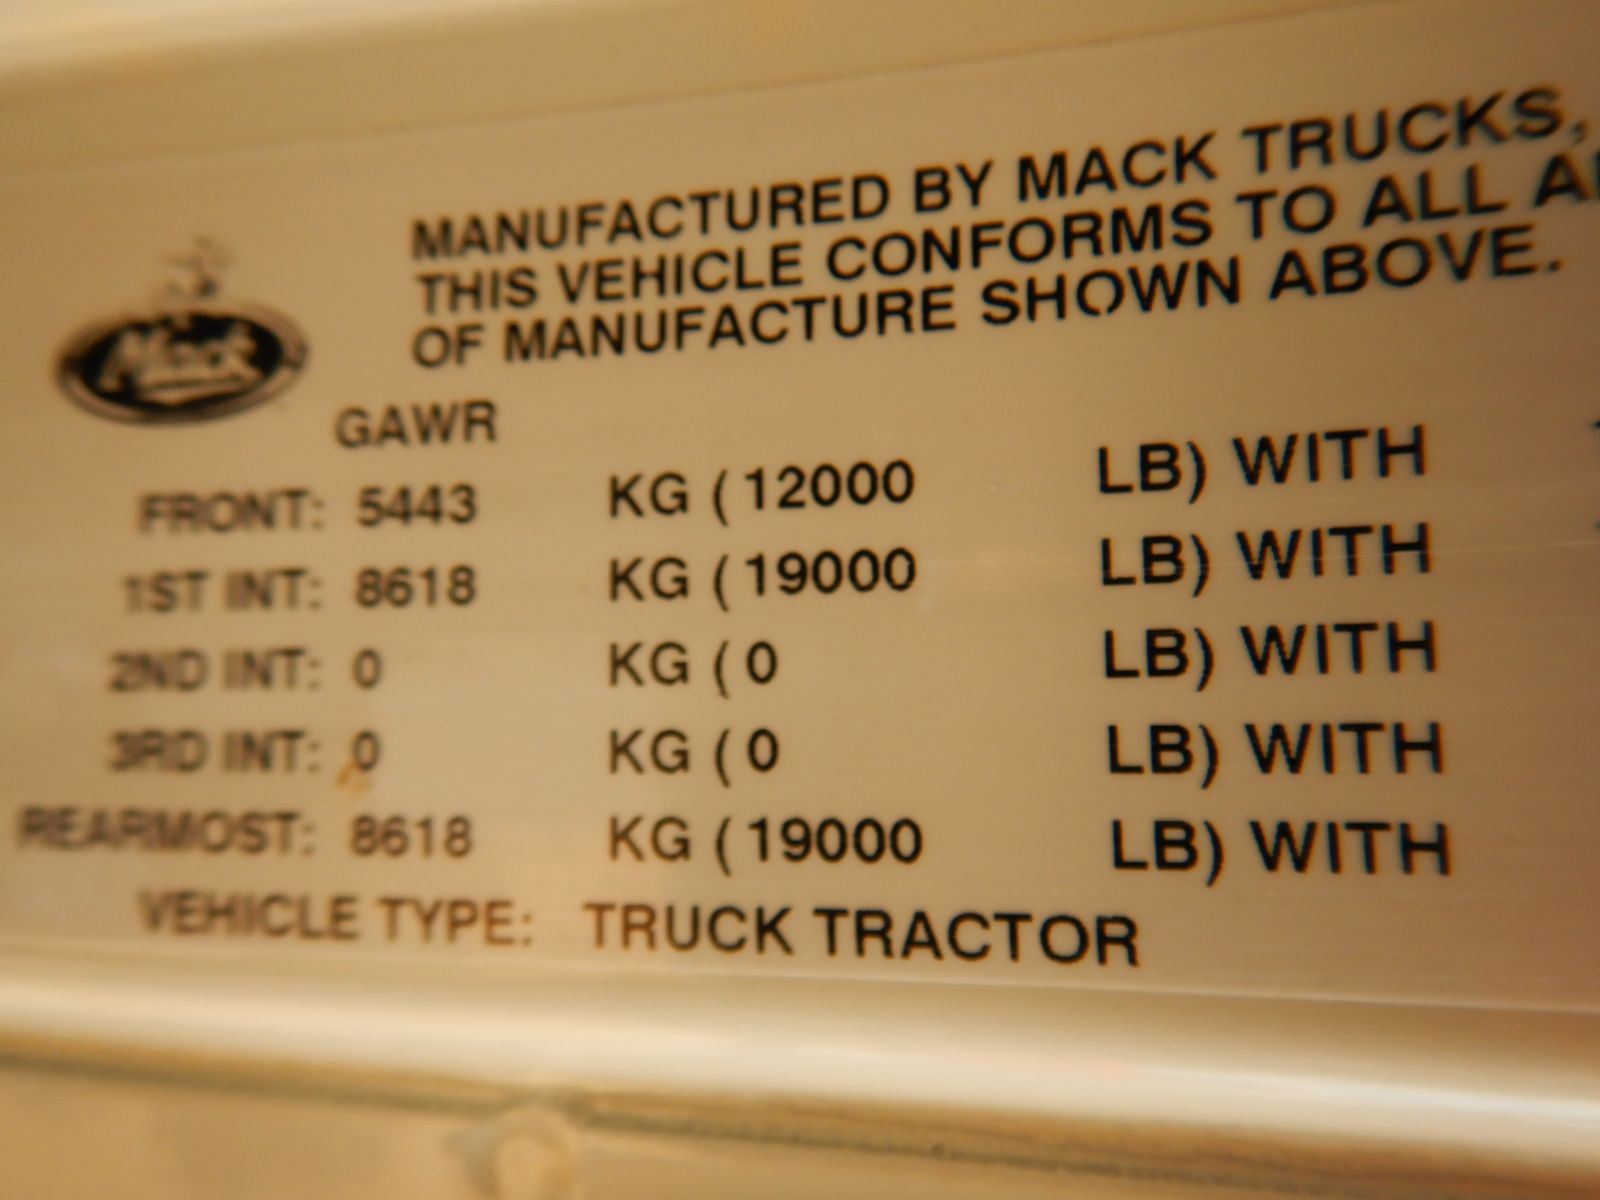 MANUFACTURED BY MACK TRUCKS,
THIS VEHICLE CONFORMS TO ALL
OF MANUFACTURE SHOWN ABOVE.
Mack
GAWR
FRONT: 5443 KG ( 12000 LB) WITH
1ST INT: 8618 KG ( 19000 LB) WITH
2ND INT: 0 KG ( 0 LB) WITH
3RD INT: 0 KG ( 0 LB) WITH
REARMOST: 8618 KG ( 19000 LB) WITH
VEHICLE TYPE: TRUCK TRACTOR